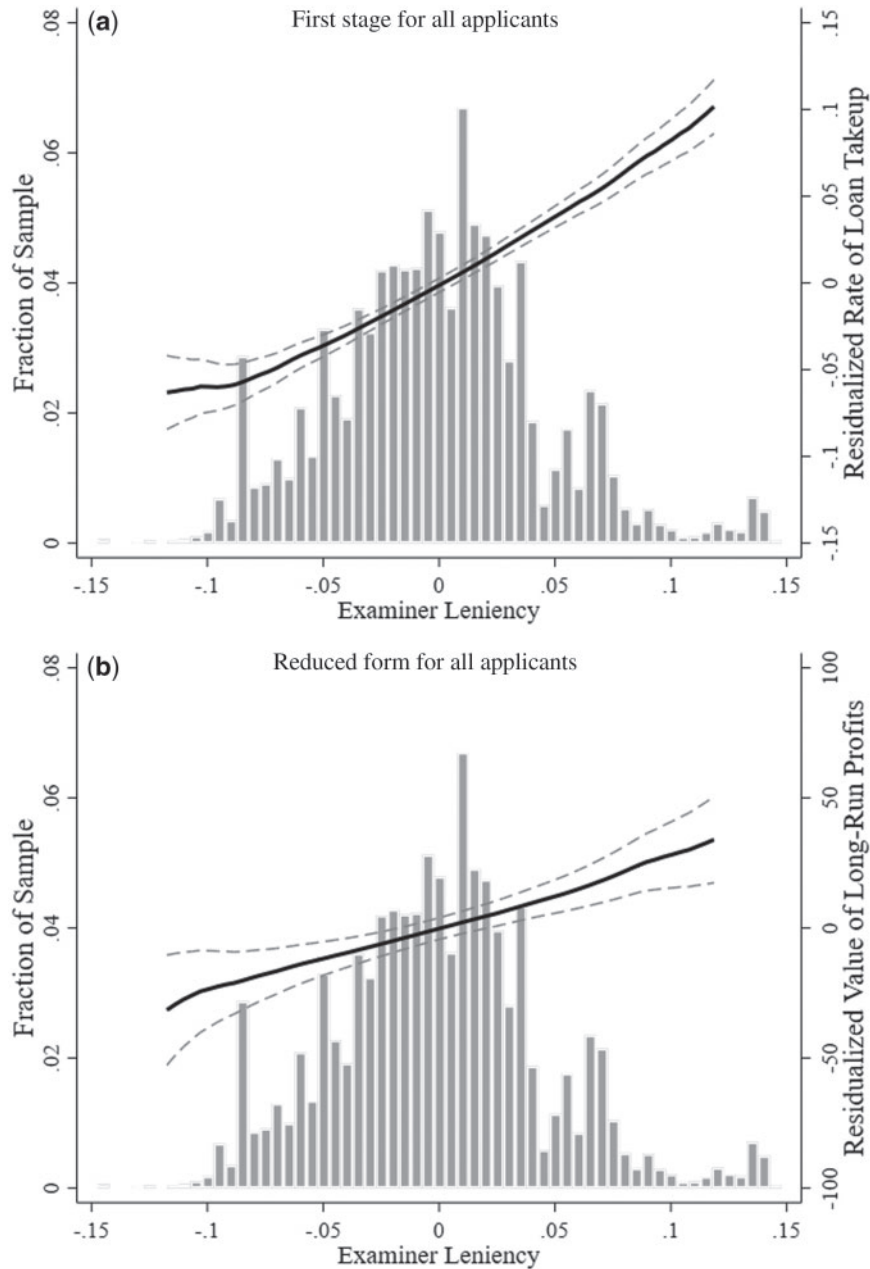 (a) First stage for all applicants
Fraction of Sample
.08
.06
.04
.02
0
.15
.1
.05
0
-.05
-.1
-.15
Residualized Rate of Loan Takeup
-.15 -.1 -.05 0 .05 .1 .15
Examiner Leniency
(b) Reduced form for all applicants
Fraction of Sample
.08
.06
.04
.02
0
100
50
0
-50
-100
Residualized Value of Long-Run Profits
-.15 -.1 -.05 0 .05 .1 .15
Examiner Leniency